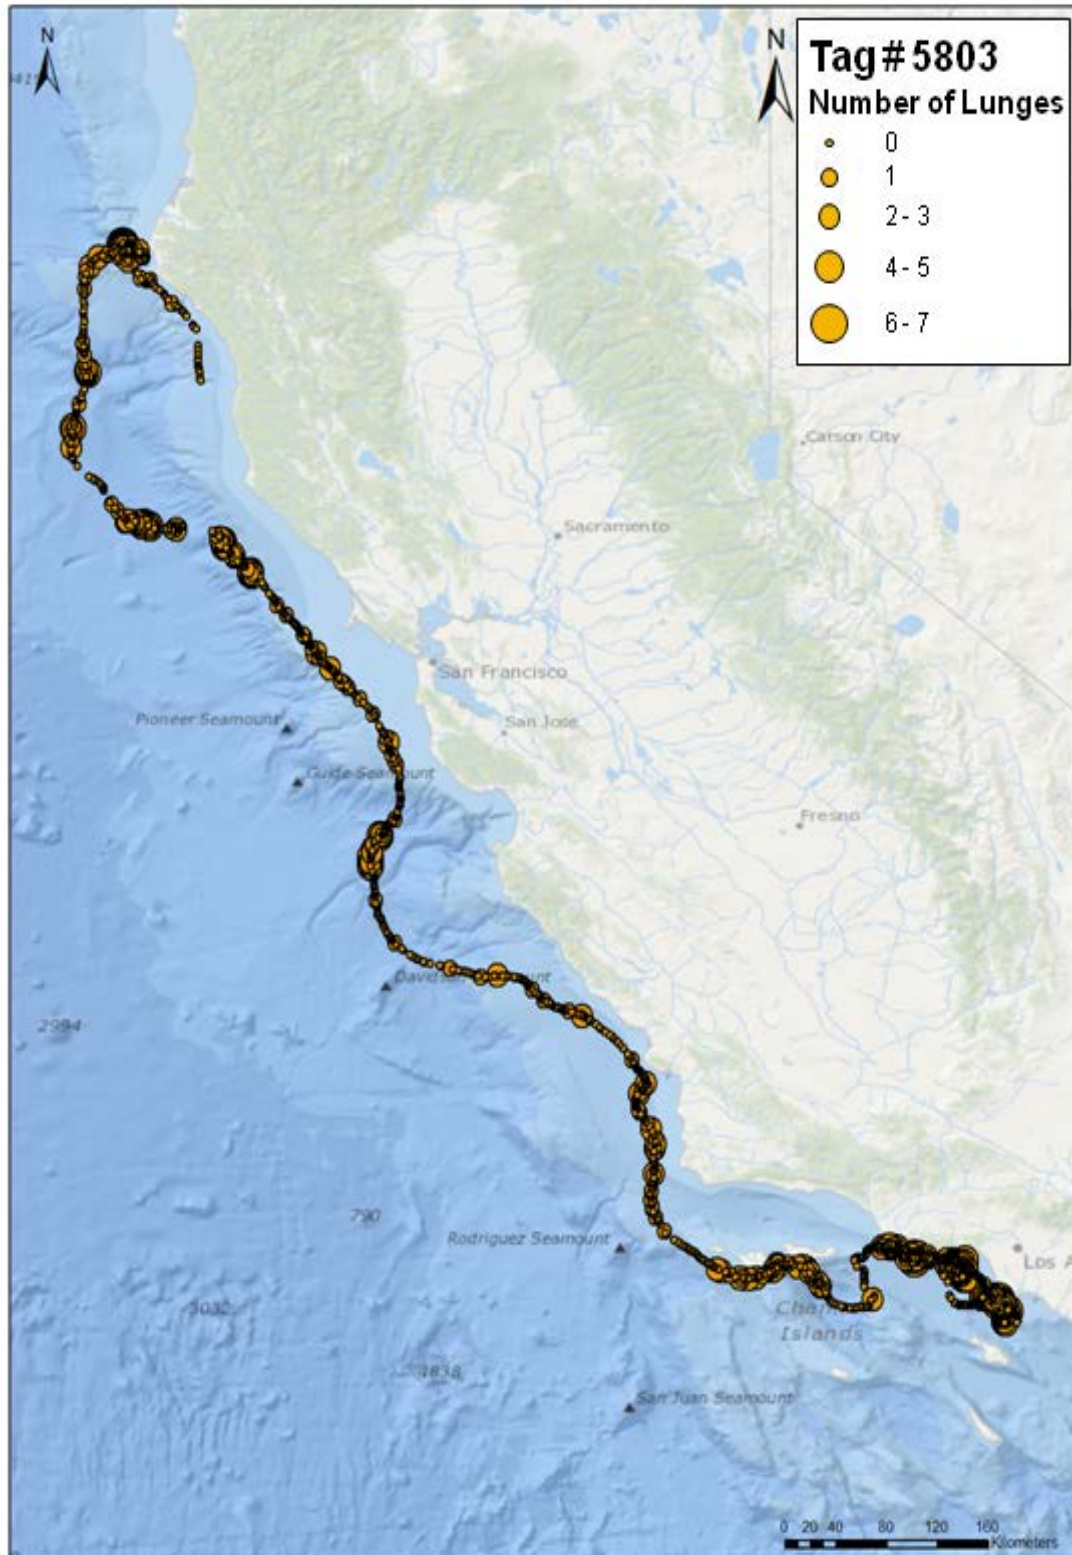 N
N
Tag # 5803
Number of Lunges
0
1
2 - 3
4 - 5
6 - 7
Carson City
Sacramento
San Francisco
San Jose
Pioneer Seamount
Guide Seamount
Fresno
2994
790
Rodriguez Seamount
Los A
Islands
San Juan Seamount
0 20 40 80 120 160
Kilometers